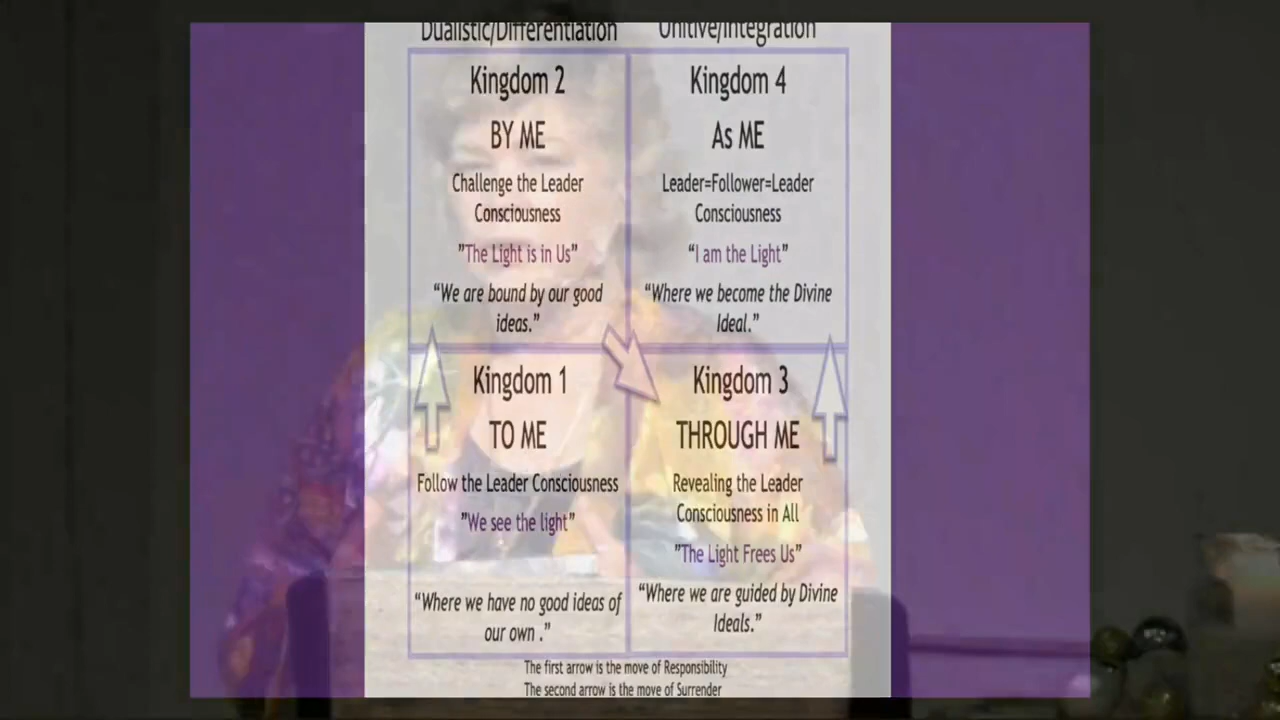 Dualistic/Differentiation
Unitive/Integration
Kingdom 2
BY ME
Challenge the Leader
Consciousness
"The Light is in Us"
“We are bound by our good
ideas.”
Kingdom 4
As ME
Leader=Follower=Leader
Consciousness
“I am the Light”
“Where we become the Divine
Ideal.”
Kingdom 1
TO ME
Follow the Leader Consciousness
"We see the light"
“Where we have no good ideas of
our own .”
Kingdom 3
THROUGH ME
Revealing the Leader
Consciousness in All
"The Light Frees Us"
“Where we are guided by Divine
Ideals.”
The first arrow is the move of Responsibility
The second arrow is the move of Surrender